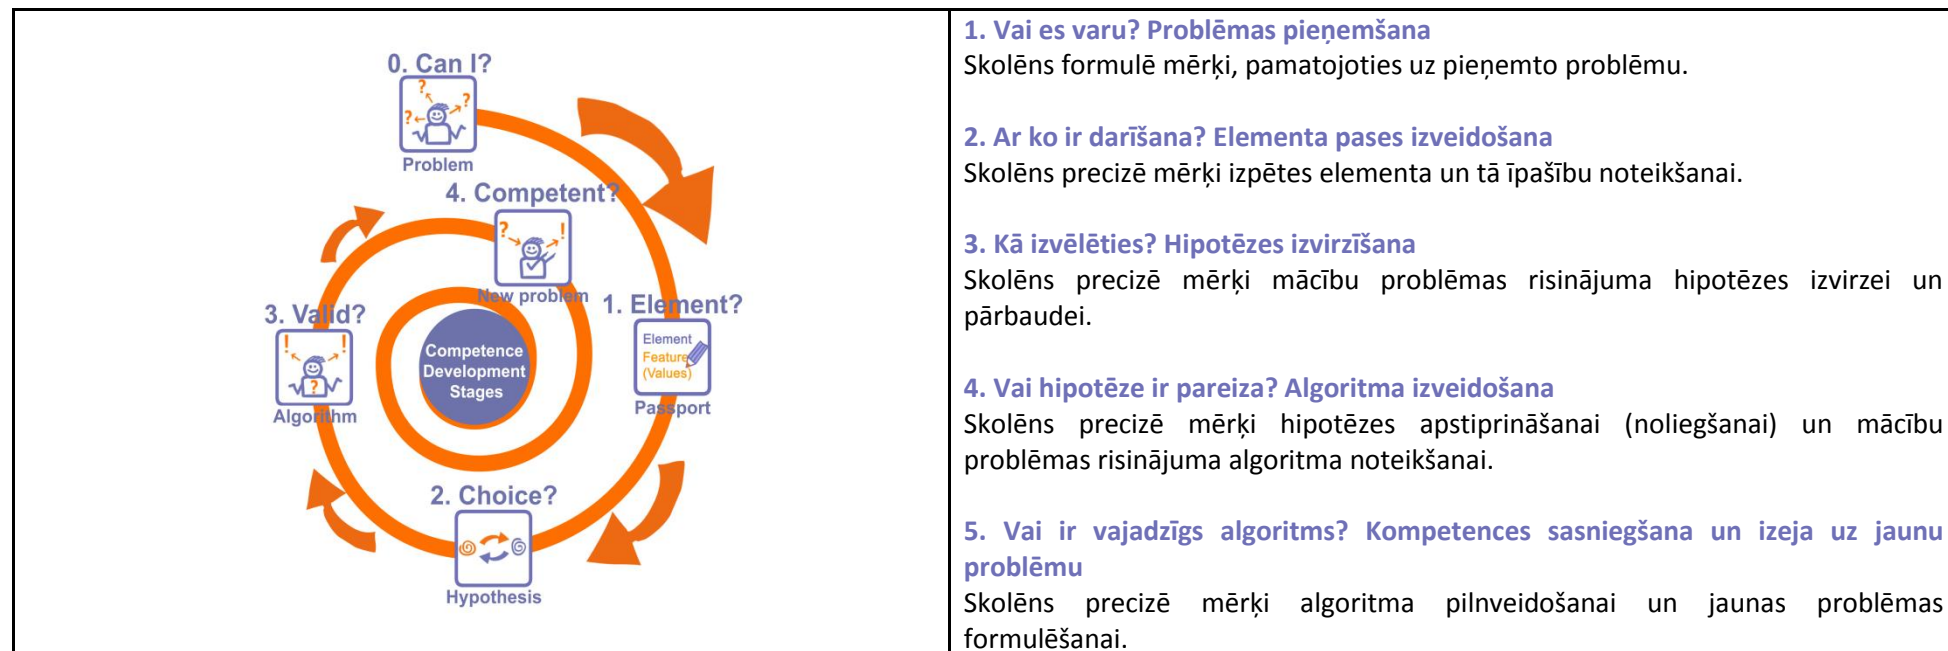 0. Can I?
?
?
?
Problem
4. Competent?
?
!
New problem
3. Valid?
!
!
?
Algorithm
1. Element?
Element
Feature
(Values)
Passport
Competence
Development
Stages
2. Choice?
Hypothesis
1. Vai es varu? Problēmas pieņemšana
Skolēns formulē mērķi, pamatojoties uz pieņemto problēmu.
2. Ar ko ir darīšana? Elementa pases izveidošana
Skolēns precizē mērķi izpētes elementa un tā īpašību noteikšanai.
3. Kā izvēlēties? Hipotēzes izvirzīšana
Skolēns precizē mērķi mācību problēmas risinājuma hipotēzes izvirzei un
pārbaudei.
4. Vai hipotēze ir pareiza? Algoritma izveidošana
Skolēns precizē mērķi hipotēzes apstiprināšanai (noliegšanai) un mācību
problēmas risinājuma algoritma noteikšanai.
5. Vai ir vajadzīgs algoritms? Kompetences sasniegšana un izeja uz jaunu
problēmu
Skolēns precizē mērķi algoritma pilnveidošanai un jaunas problēmas
formulēšanai.